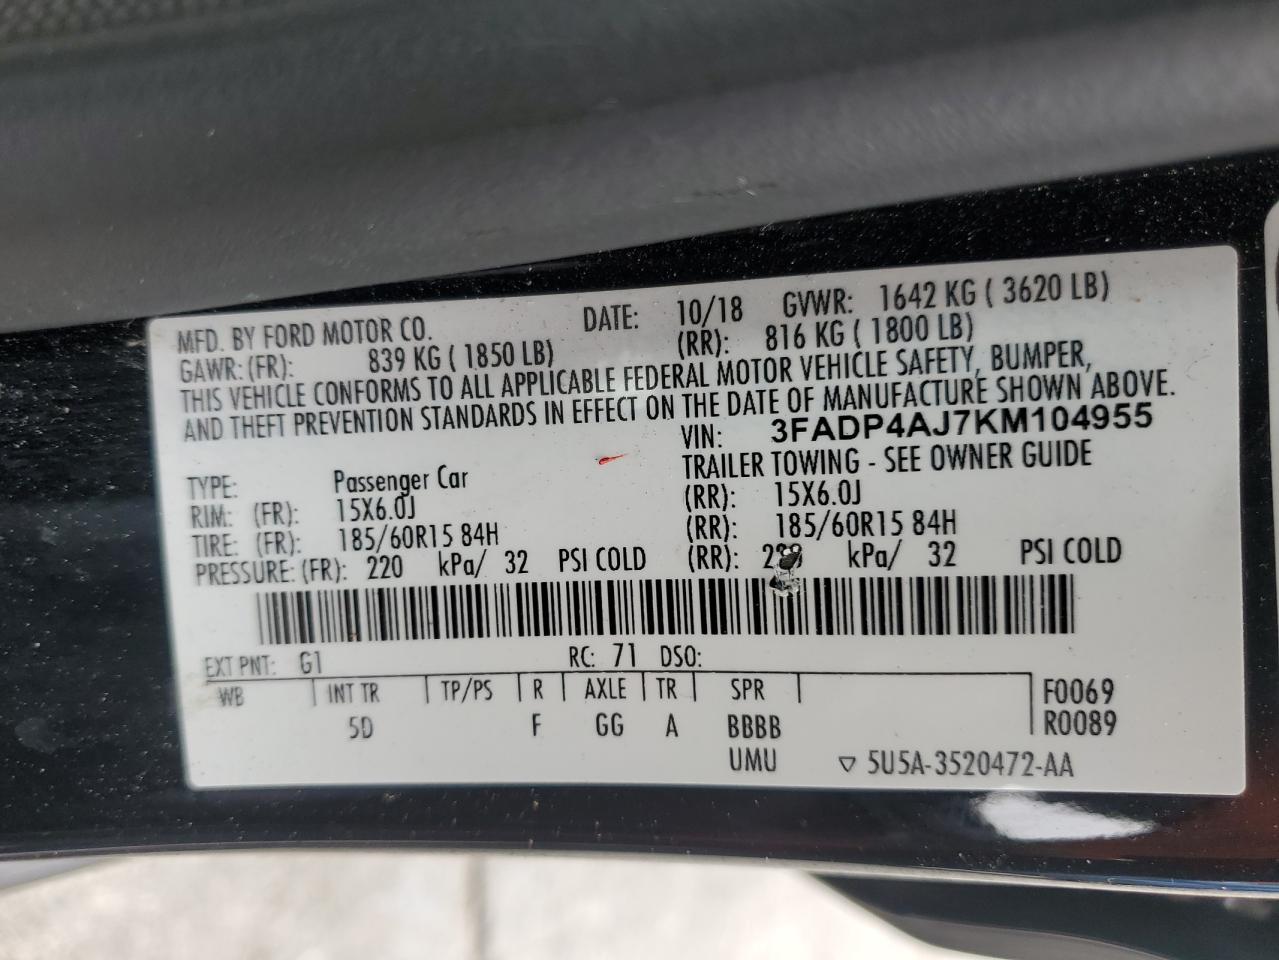 MFD. BY FORD MOTOR CO. DATE: 10/18 GVWR: 1642 KG ( 3620 LB)
GAWR: (FR): 839 KG ( 1850 LB) (RR): 816 KG ( 1800 LB)
THIS VEHICLE CONFORMS TO ALL APPLICABLE FEDERAL MOTOR VEHICLE SAFETY, BUMPER,
AND THEFT PREVENTION STANDARDS IN EFFECT ON THE DATE OF MANUFACTURE SHOWN ABOVE.
VIN: 3FADP4AJ7KM104955
TYPE: Passenger Car TRAILER TOWING - SEE OWNER GUIDE
RIM: (FR): 15X6.0J (RR): 15X6.0J
TIRE: (FR): 185/60R15 84H (RR): 185/60R15 84H
PRESSURE: (FR): 220 kPa/ 32 PSI COLD (RR): kPa/ 32 PSI COLD
EXT PNT: G1 RC: 71 DSO:
WB INT TR TP/PS R AXLE TR SPR F0069
5D F GG A BBBB R0089
UMU ▽ 5U5A-3520472-AA